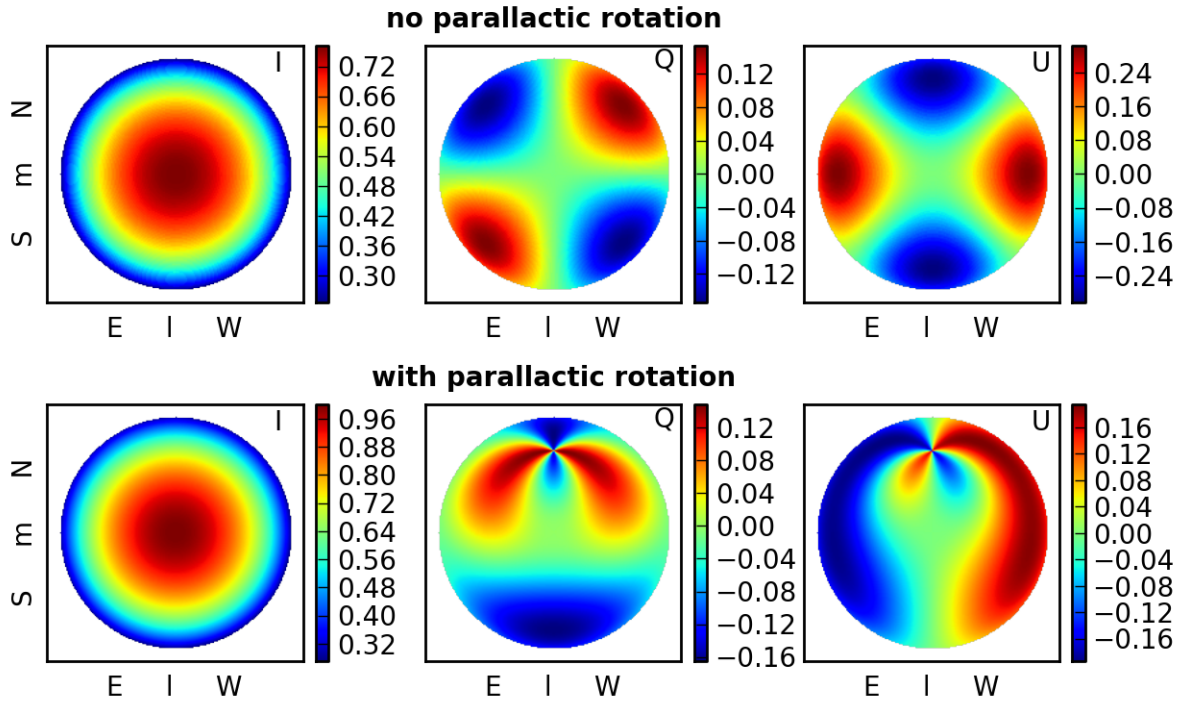 no parallactic rotation
I
Q
U
N
m
S
0.72
0.66
0.60
0.54
0.48
0.42
0.36
0.30
0.12
0.08
0.04
0.00
−0.04
−0.08
−0.12
0.24
0.16
0.08
0.00
−0.08
−0.16
−0.24
E l W
E l W
E l W
with parallactic rotation
I
Q
U
N
m
S
0.96
0.88
0.80
0.72
0.64
0.56
0.48
0.40
0.32
0.12
0.08
0.04
0.00
−0.04
−0.08
−0.12
−0.16
0.16
0.12
0.08
0.04
0.00
−0.04
−0.08
−0.12
−0.16
E l W
E l W
E l W